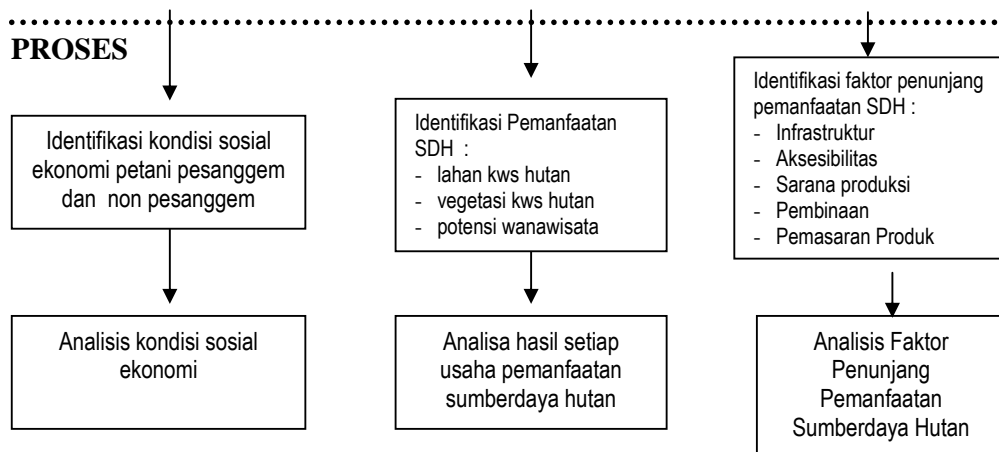 PROSES
Identifikasi kondisi sosial
ekonomi petani pesanggem
dan non pesanggem
Identifikasi Pemanfaatan
SDH :
- lahan kws hutan
- vegetasi kws hutan
- potensi wanawisata
Identifikasi faktor penunjang
pemanfaatan SDH :
- Infrastruktur
- Aksesibilitas
- Sarana produksi
- Pembinaan
- Pemasaran Produk
Analisis kondisi sosial
ekonomi
Analisa hasil setiap
usaha pemanfaatan
sumberdaya hutan
Analisis Faktor
Penunjang
Pemanfaatan
Sumberdaya Hutan